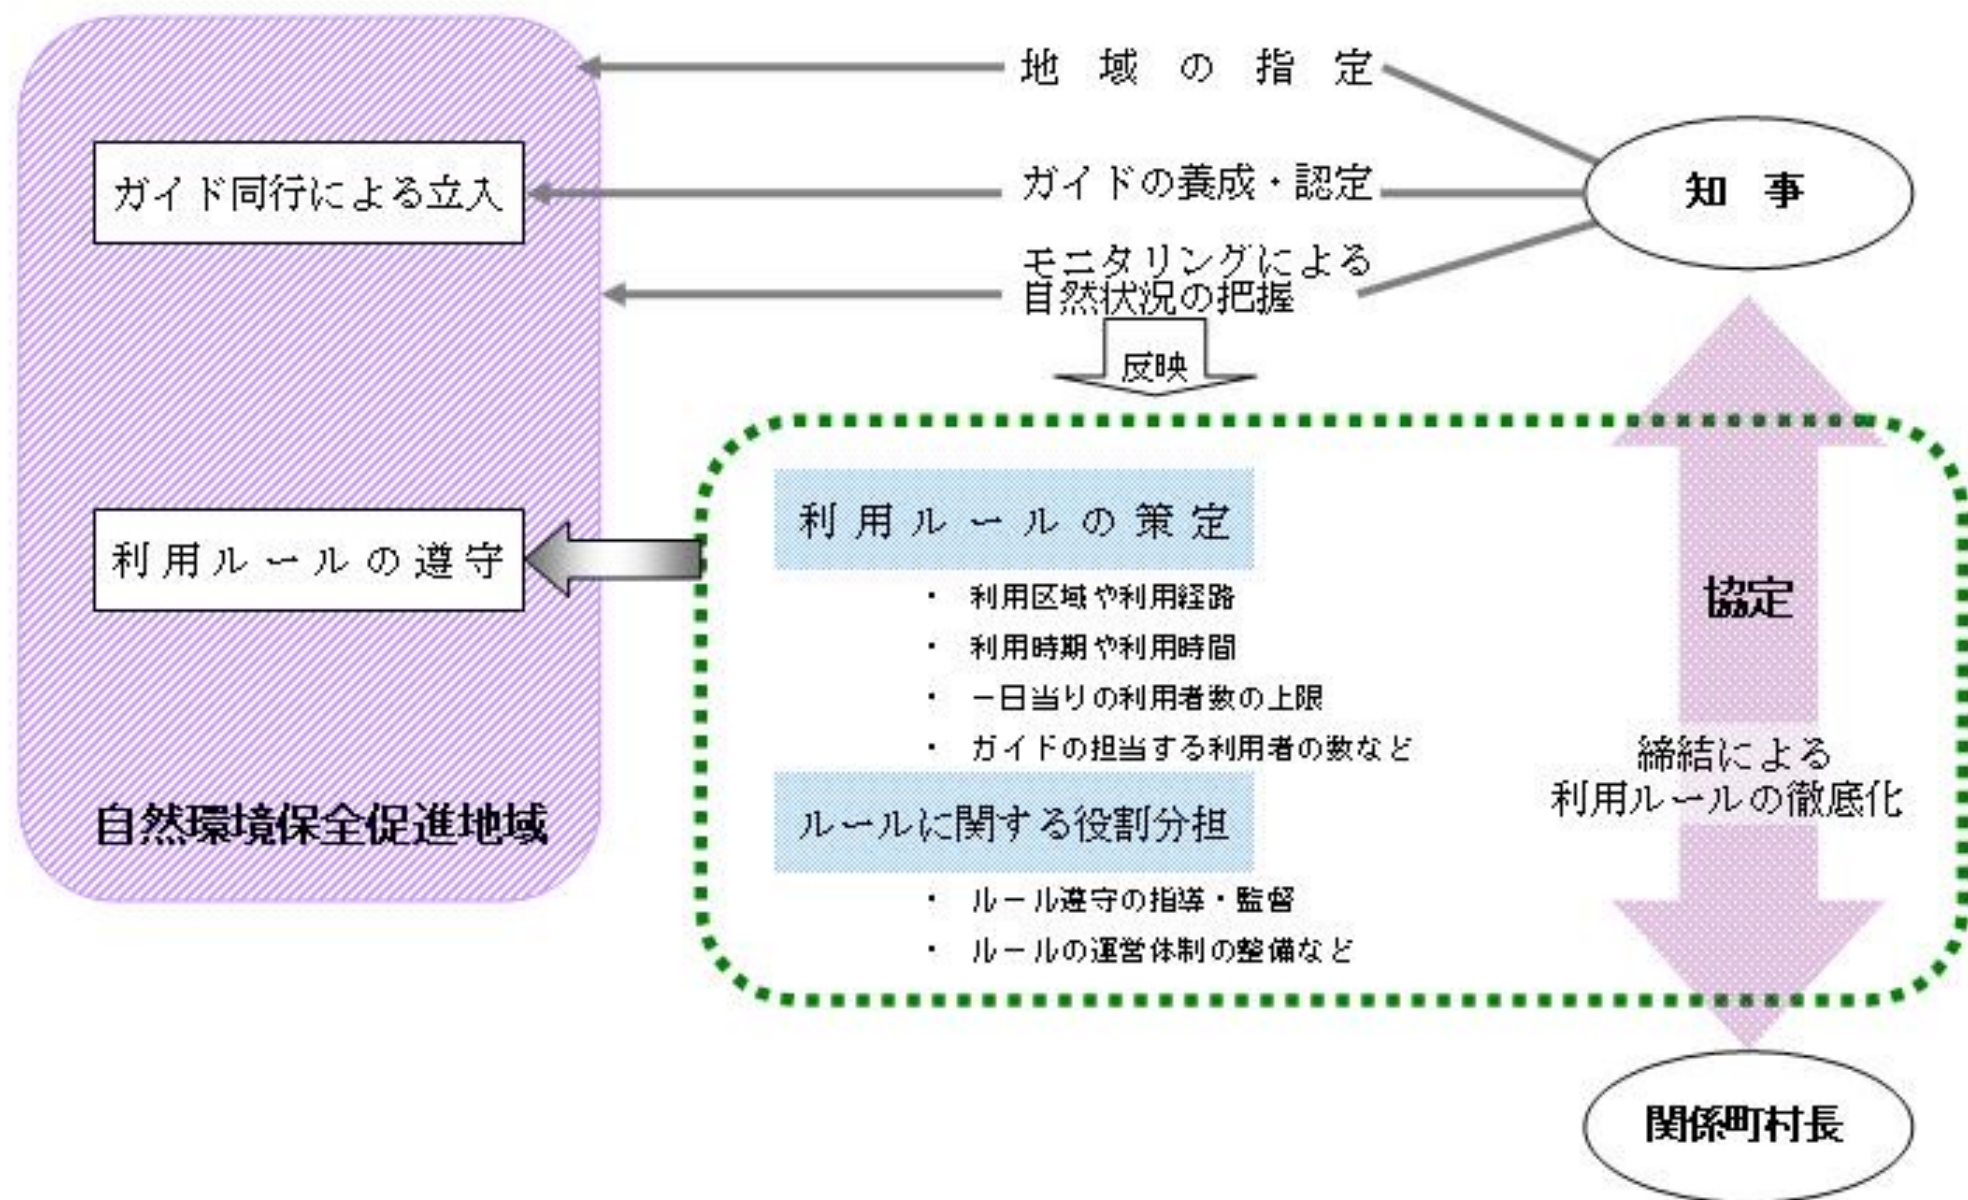 地域の指定
ガイドの養成・認定
モニタリングによる
自然状況の把握
知事
反映
ガイド同行による立入
利用ルールの遵守
自然環境保全促進地域
利用ルールの策定
・ 利用区域や利用経路
・ 利用時期や利用時間
・ 一日当りの利用者数の上限
・ ガイドの担当する利用者の数など
ルールに関する役割分担
・ ルール遵守の指導・監督
・ ルールの運営体制の整備など
協定
締結による
利用ルールの徹底化
関係町村長